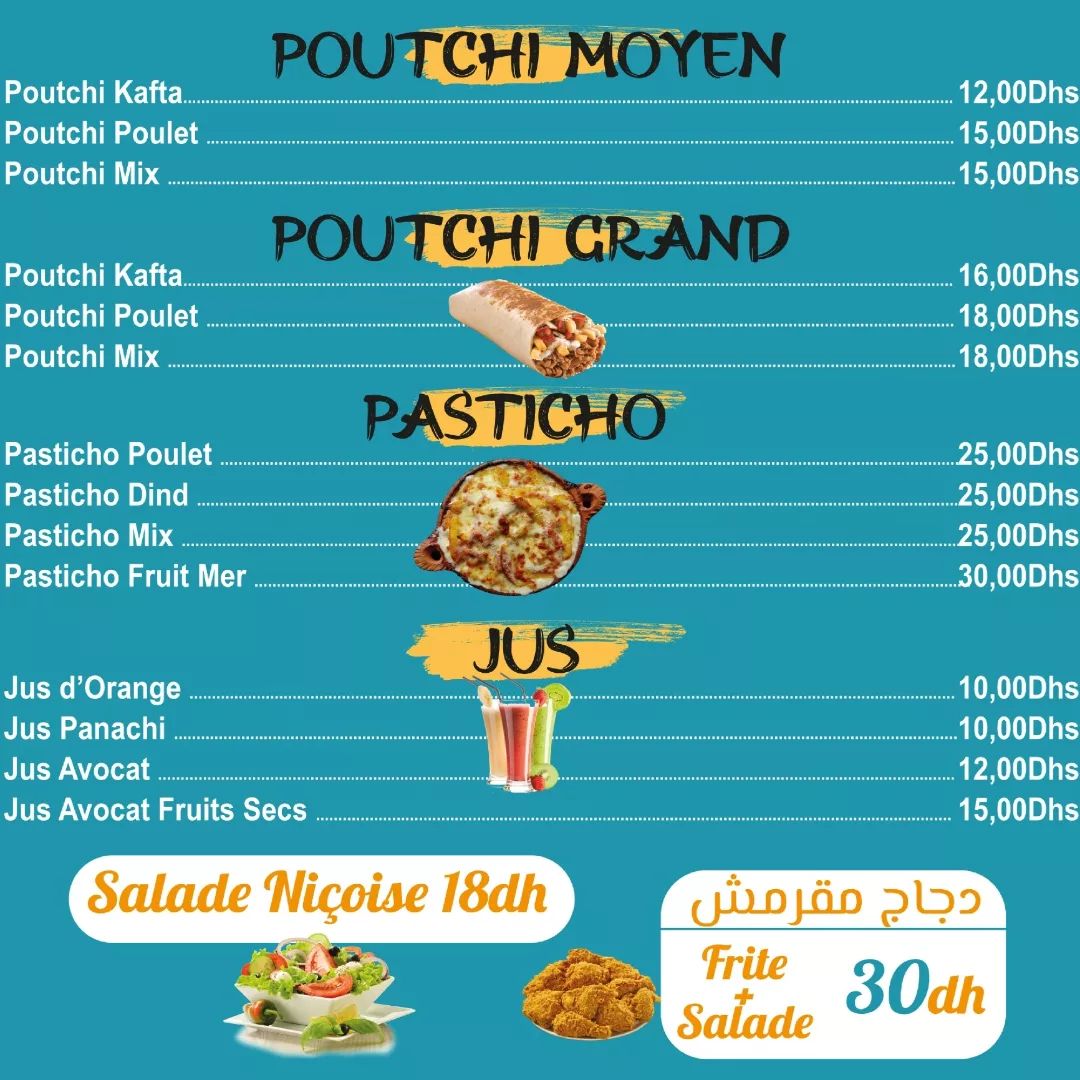 POUTCHI MOYEN
Poutchi Kafta 12,00Dhs
Poutchi Poulet 15,00Dhs
Poutchi Mix 15,00Dhs
POUTCHI GRAND
Poutchi Kafta 16,00Dhs
Poutchi Poulet 18,00Dhs
Poutchi Mix 18,00Dhs
PASTICHO
Pasticho Poulet 25,00Dhs
Pasticho Dind 25,00Dhs
Pasticho Mix 25,00Dhs
Pasticho Fruit Mer 30,00Dhs
JUS
Jus d’Orange 10,00Dhs
Jus Panachi 10,00Dhs
Jus Avocat 12,00Dhs
Jus Avocat Fruits Secs 15,00Dhs
Salade Niçoise 18dh
دجاج مقرمش
Frite
+
Salade
30dh